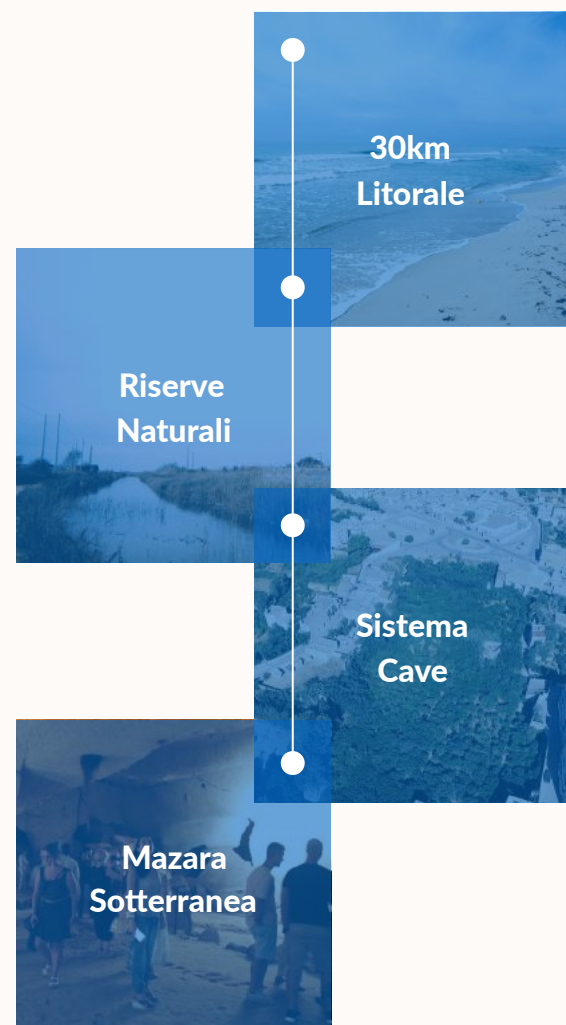 30km
Litorale
Riserve
Naturali
Sistema
Cave
Mazara
Sotterranea